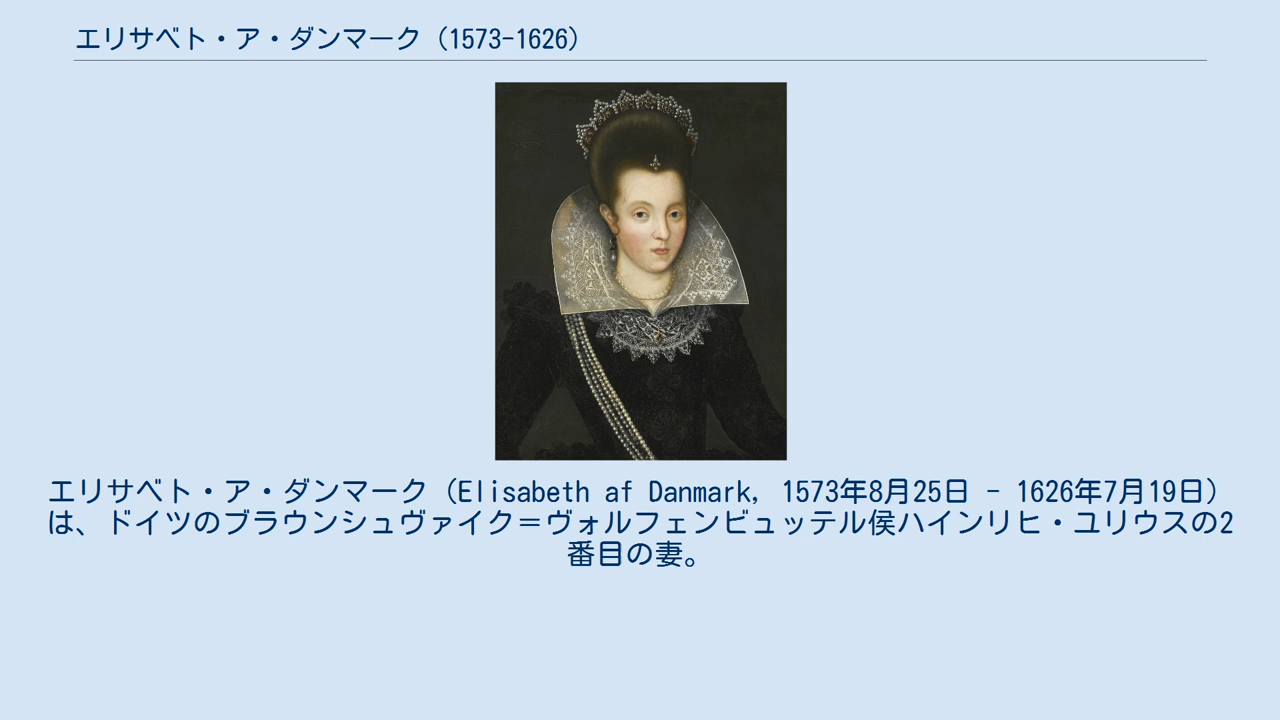 エリサベト・ア・ダンマーク（1573-1626）
エリサベト・ア・ダンマーク（Elisabeth af Danmark, 1573年8月25日 - 1626年7月19日）
は、ドイツのブラウンシュヴァイク＝ヴォルフェンビュッテル侯ハインリヒ・ユリウスの2
番目の妻。